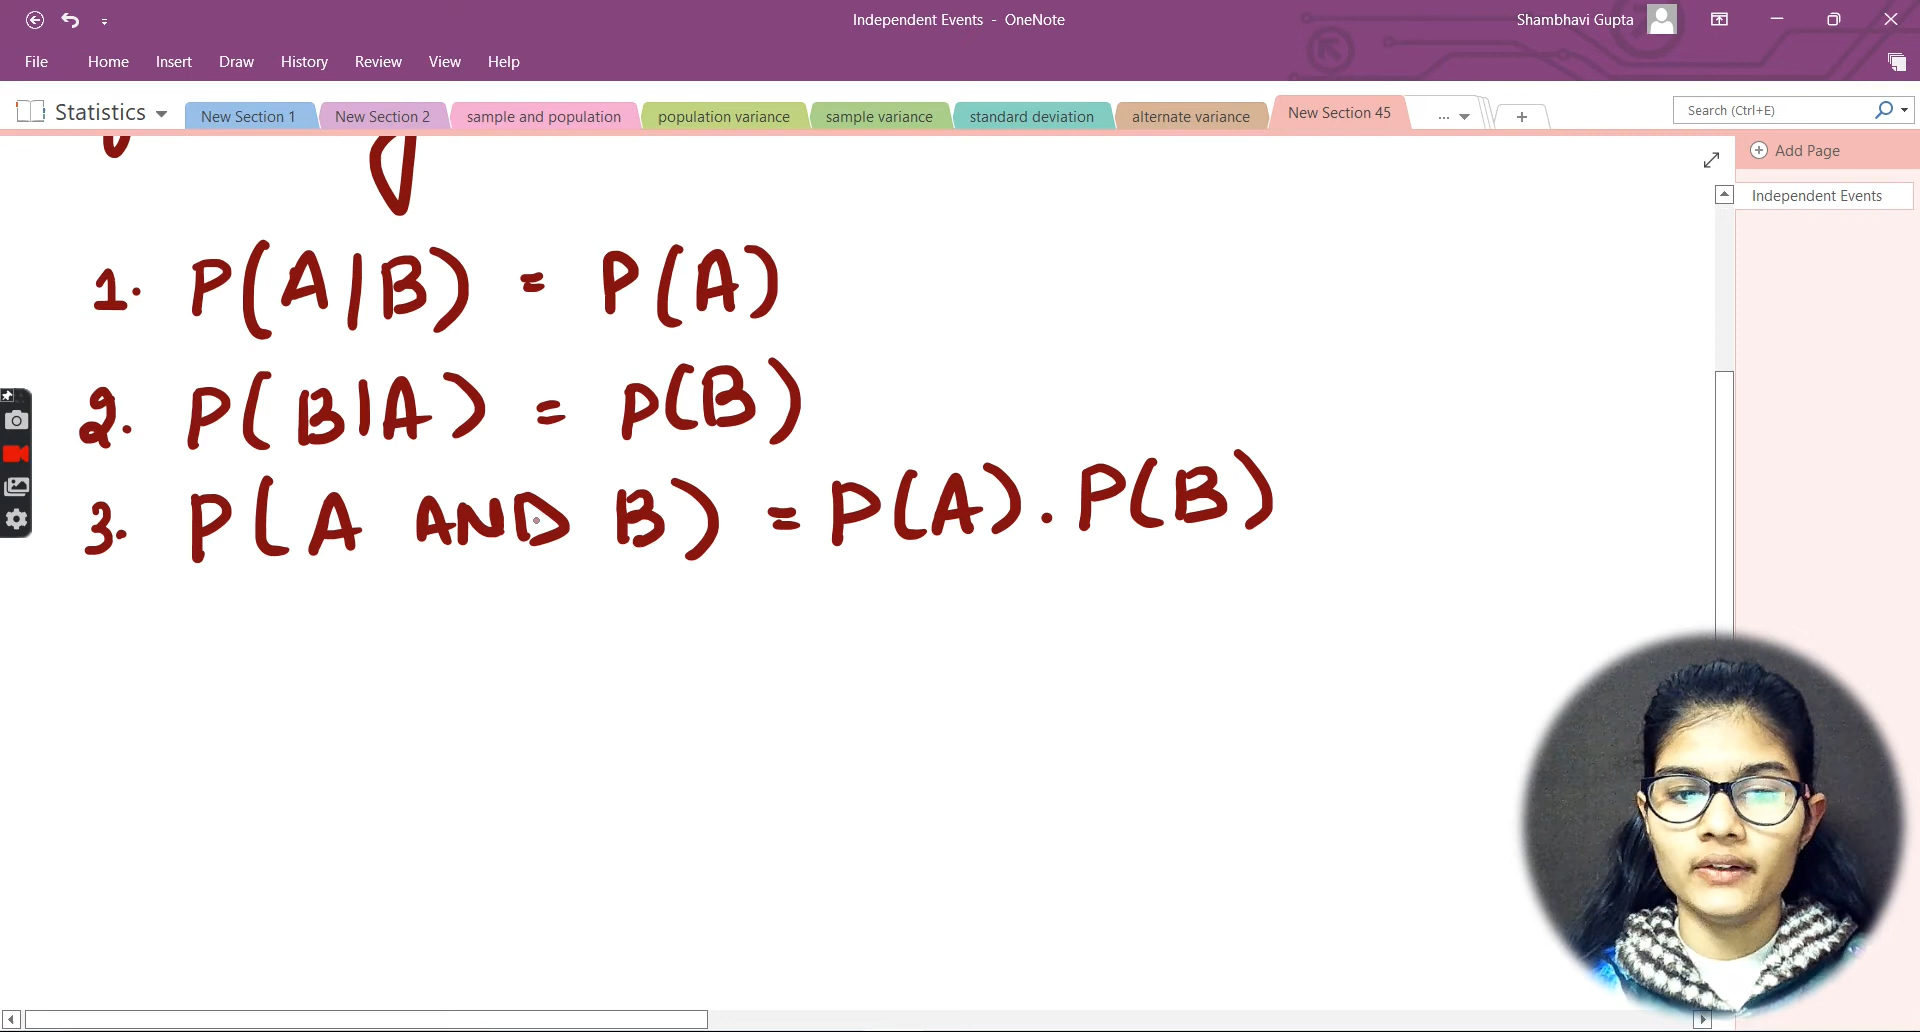 Independent Events - OneNote
Shambhavi Gupta
File Home Insert Draw History Review View Help
Statistics
New Section 1
New Section 2
sample and population
population variance
sample variance
standard deviation
alternate variance
New Section 45
...
+
Search (Ctrl+E)
Add Page
Independent Events
1. P(A|B) = P(A)
2. P(B|A) = P(B)
3. P(A AND B) = P(A) . P(B)